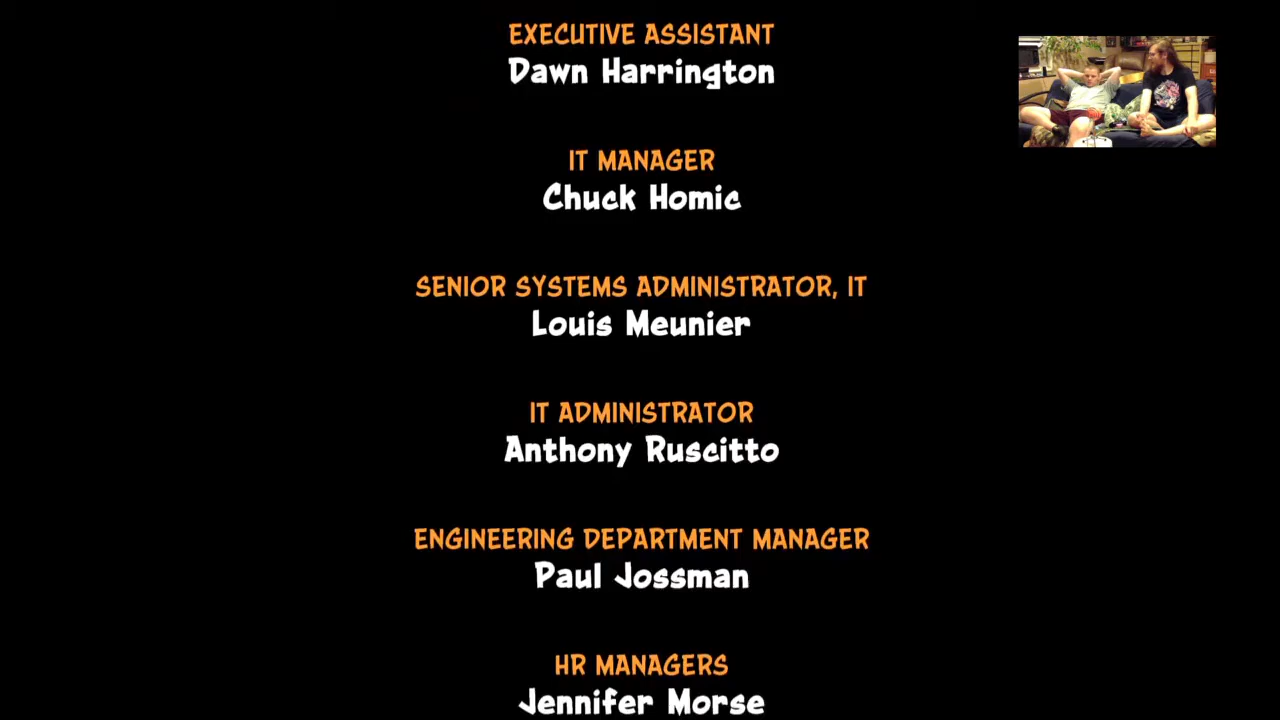 EXECUTIVE ASSISTANT
Dawn Harrington
IT MANAGER
Chuck Homic
SENIOR SYSTEMS ADMINISTRATOR, IT
Louis Meunier
IT ADMINISTRATOR
Anthony Ruscitto
ENGINEERING DEPARTMENT MANAGER
Paul Jossman
HR MANAGERS
Jennifer Morse